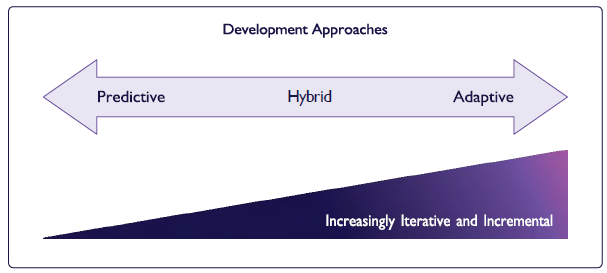 Development Approaches
Predictive Hybrid Adaptive
Increasingly Iterative and Incremental